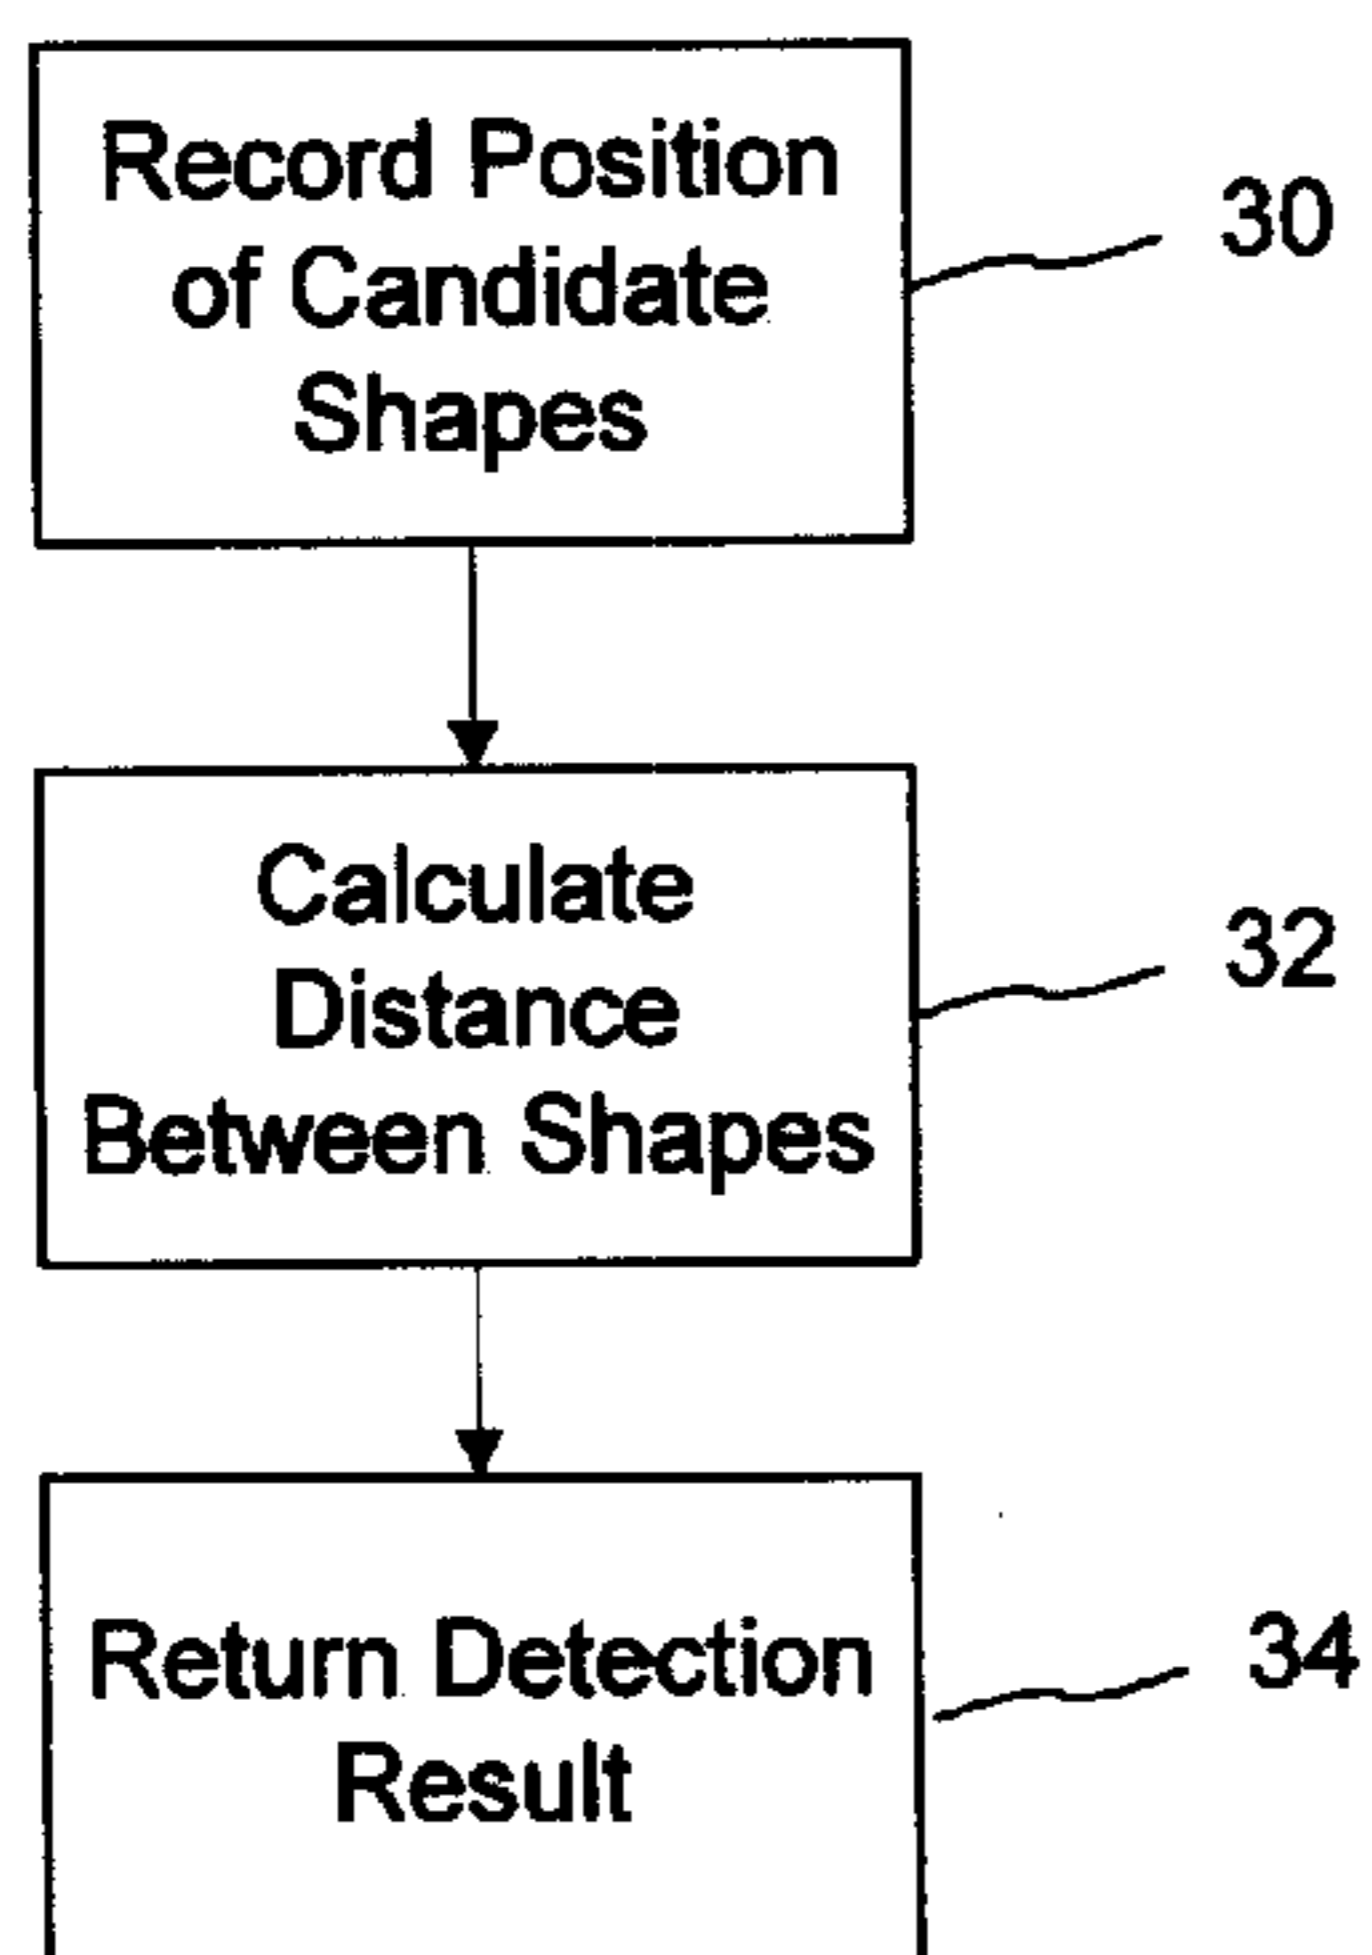 Record Position
of Candidate
Shapes
30
Calculate
Distance
Between Shapes
32
Return Detection
Result
34